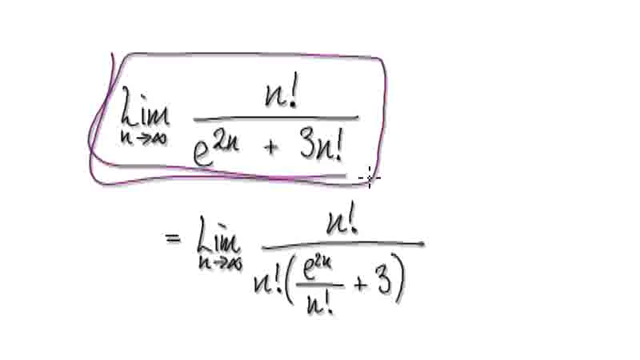 Lim n→∞ n! / (e^{2n} + 3n!)
= Lim n→∞ n! / (n!(e^{2n}/n! + 3))